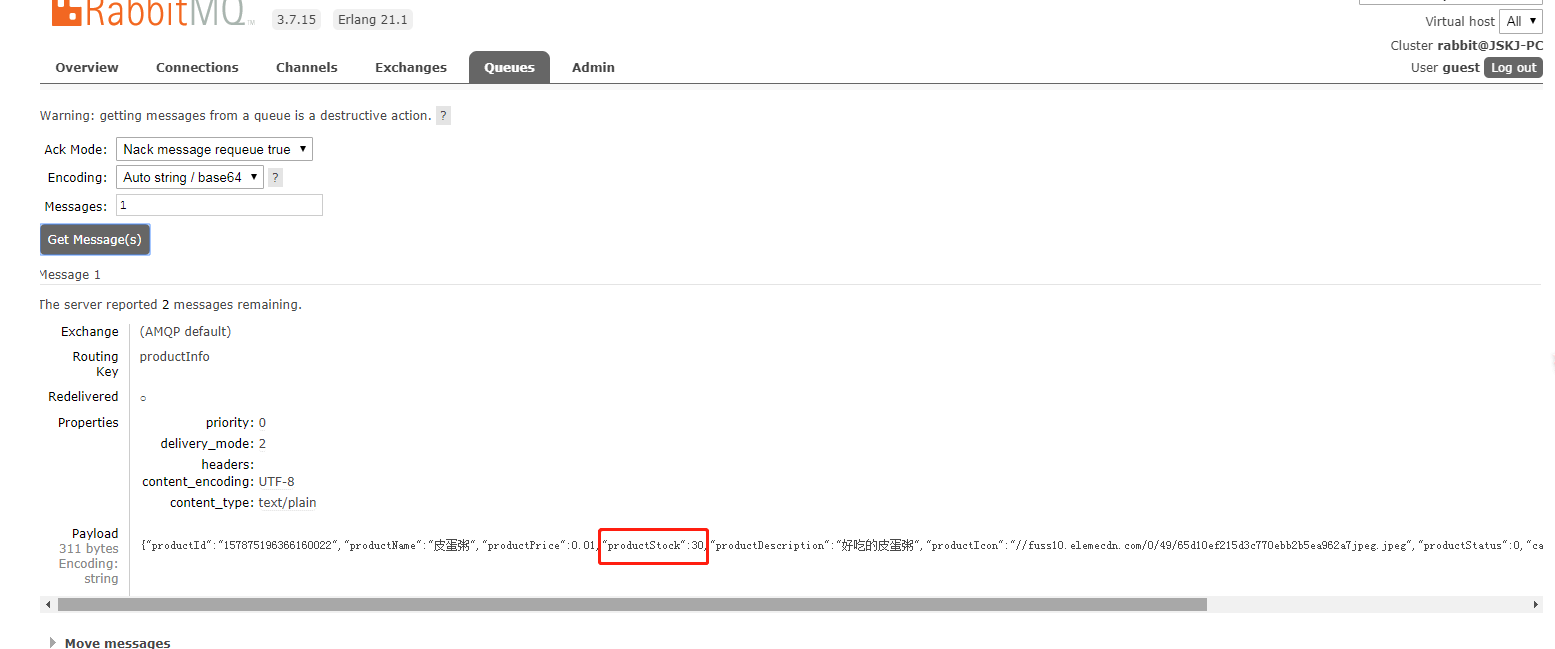 RabbitMQ TM 3.7.15 Erlang 21.1
Virtual host All
Cluster rabbit@JSKJ-PC
User guest Log out
Overview Connections Channels Exchanges Queues Admin
Warning: getting messages from a queue is a destructive action. ?
Ack Mode: Nack message requeue true
Encoding: Auto string / base64 ?
Messages: 1
Get Message(s)
Message 1
The server reported 2 messages remaining.
Exchange (AMQP default)
Routing Key productInfo
Redelivered ○
Properties priority: 0
delivery_mode: 2
headers:
content_encoding: UTF-8
content_type: text/plain
Payload
311 bytes
Encoding: string
{"productId":"157875196366160022","productName":"皮蛋粥","productPrice":0.01,"productStock":30,"productDescription":"好吃的皮蛋粥","productIcon":"//fuss10.elemecdn.com/0/49/65d10ef215d3c770ebb2b5ea962a7jpeg.jpeg","productStatus":0,"ca
Move messages